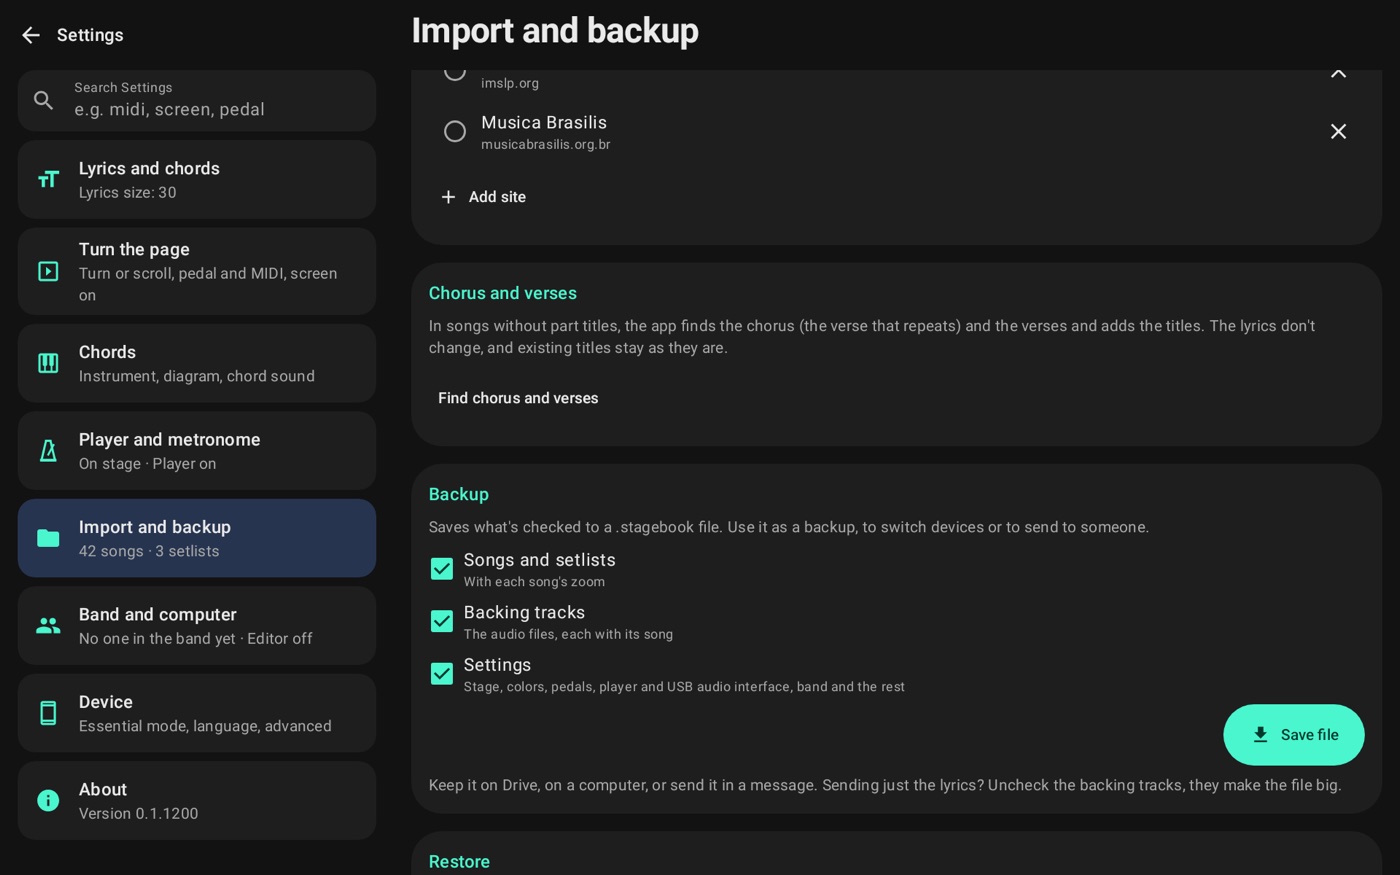 Settings
Search Settings
e.g. midi, screen, pedal
Lyrics and chords
Lyrics size: 30
Turn the page
Turn or scroll, pedal and MIDI, screen
on
Chords
Instrument, diagram, chord sound
Player and metronome
On stage · Player on
Import and backup
42 songs · 3 setlists
Band and computer
No one in the band yet · Editor off
Device
Essential mode, language, advanced
About
Version 0.1.1200
Import and backup
imslp.org
Musica Brasilis
musicabrasilis.org.br
Add site
Chorus and verses
In songs without part titles, the app finds the chorus (the verse that repeats) and the verses and adds the titles. The lyrics don't
change, and existing titles stay as they are.
Find chorus and verses
Backup
Saves what's checked to a .stagebook file. Use it as a backup, to switch devices or to send to someone.
Songs and setlists
With each song's zoom
Backing tracks
The audio files, each with its song
Settings
Stage, colors, pedals, player and USB audio interface, band and the rest
Save file
Keep it on Drive, on a computer, or send it in a message. Sending just the lyrics? Uncheck the backing tracks, they make the file big.
Restore